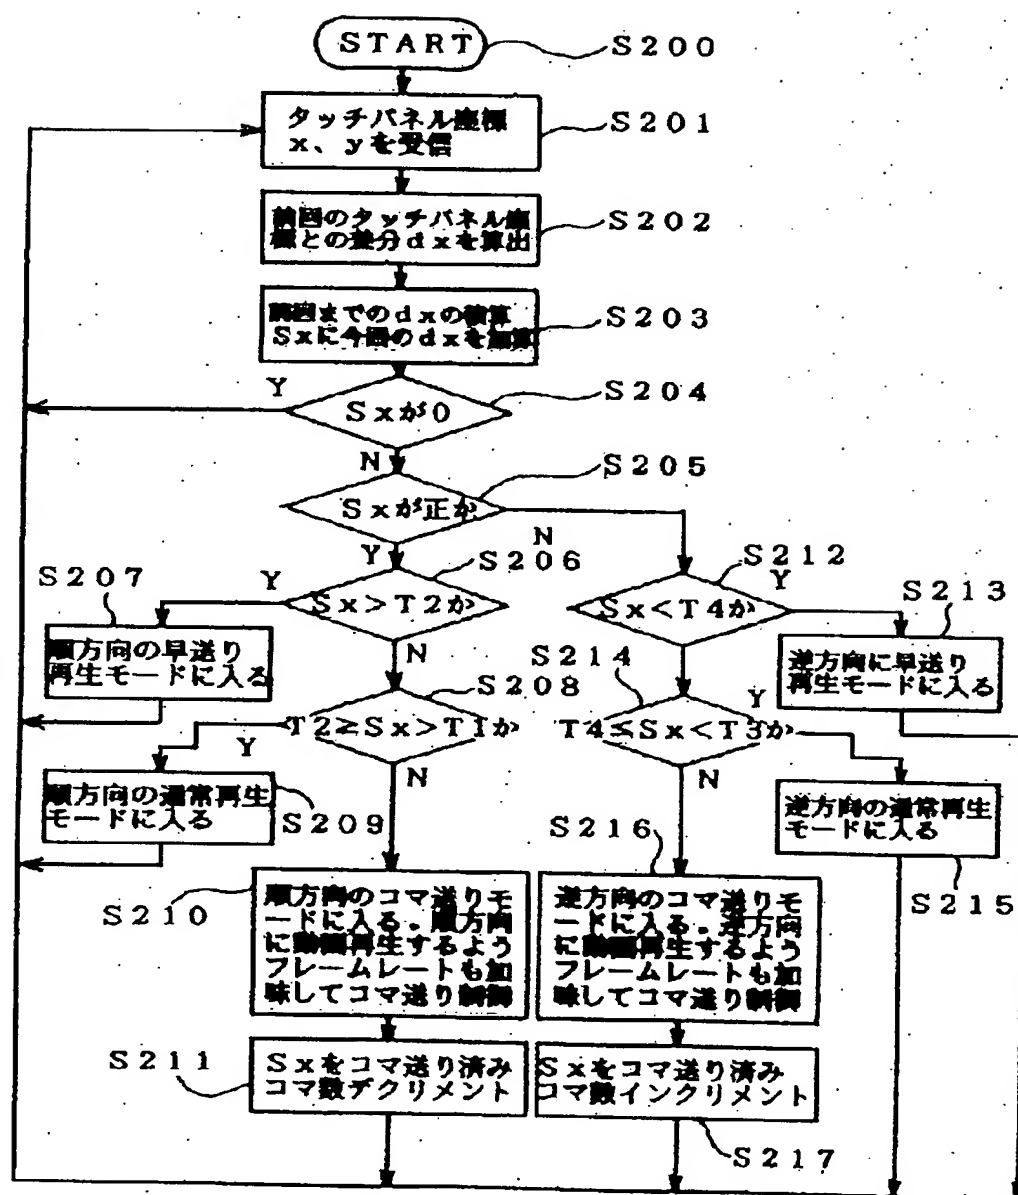 START
S200
タッチパネル座標
x、yを受信
S201
前回のタッチパネル座
標との差分dxを算出
S202
前回までのdxの積算
Sxに今回のdxを加算
S203
Y
Sxが0
S204
N
Sxが正か
S205
Y
N
Sx>T2か
S206
Y
N
S207
順方向の早送り
再生モードに入る
T2≧Sx>T1か
S208
Y
N
順方向の通常再生
モードに入る
S209
S210
順方向のコマ送りモ
ードに入る.順方向
に動画再生するよう
フレームレートも加
味してコマ送り制御
S211
Sxをコマ送り済み
コマ数デクリメント
S212
Sx<T4か
Y
S213
逆方向に早送り
再生モードに入る
S214
T4≦Sx<T3か
Y
N
逆方向の通常再生
モードに入る
S215
S216
逆方向のコマ送りモ
ードに入る.逆方向
に動画再生するよう
フレームレートも加
味してコマ送り制御
Sxをコマ送り済み
コマ数インクリメント
S217